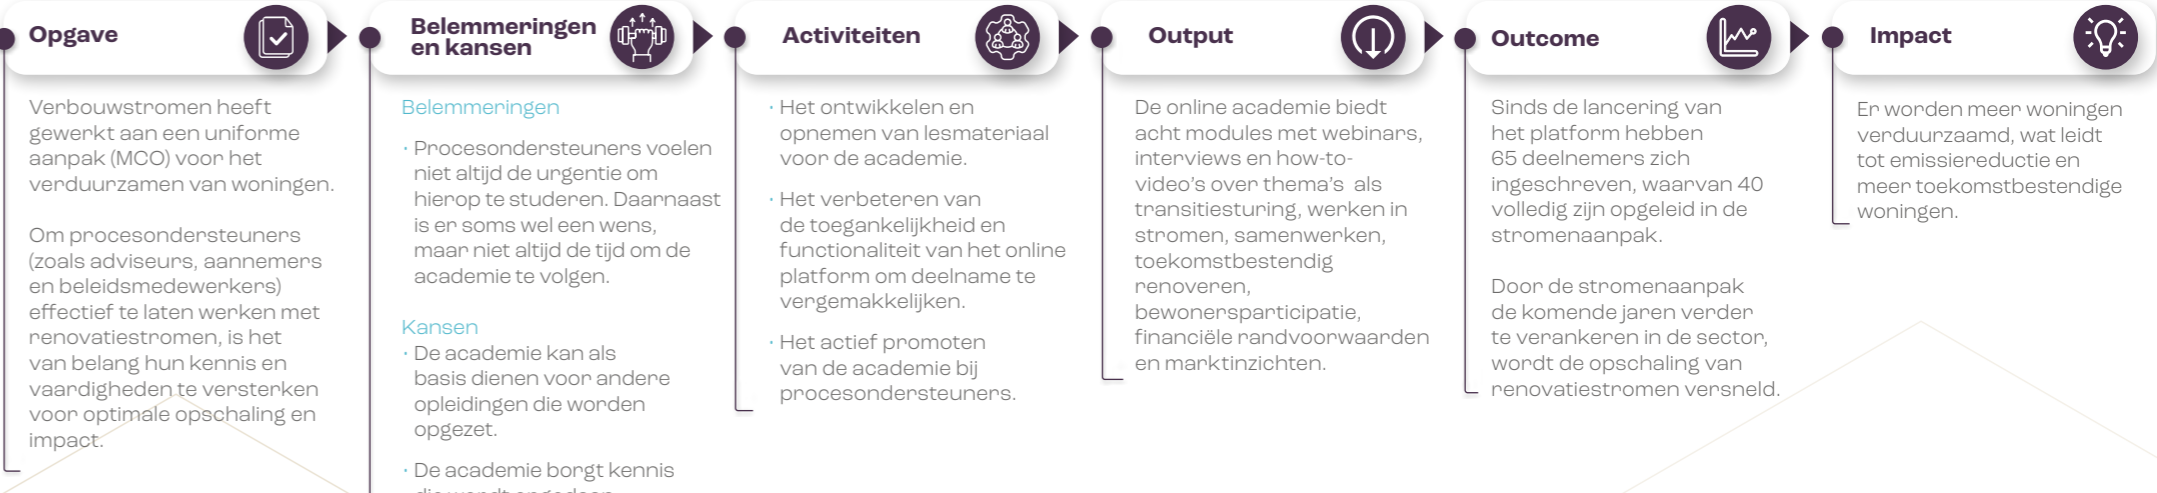 Opgave
Verbouwstromen heeft
gewerkt aan een uniforme
aanpak (MCO) voor het
verduurzamen van woningen.
Om procesondersteuners
(zoals adviseurs, aannemers
en beleidsmedewerkers)
effectief te laten werken met
renovatiestromen, is het
van belang hun kennis en
vaardigheden te versterken
voor optimale opschaling en
impact.
Belemmeringen
en kansen
Belemmeringen
· Procesondersteuners voelen
niet altijd de urgentie om
hierop te studeren. Daarnaast
is er soms wel een wens,
maar niet altijd de tijd om de
academie te volgen.
Kansen
· De academie kan als
basis dienen voor andere
opleidingen die worden
opgezet.
· De academie borgt kennis
Activiteiten
· Het ontwikkelen en
opnemen van lesmateriaal
voor de academie.
· Het verbeteren van
de toegankelijkheid en
functionaliteit van het online
platform om deelname te
vergemakkelijken.
· Het actief promoten
van de academie bij
procesondersteuners.
Output
De online academie biedt
acht modules met webinars,
interviews en how-to-
video's over thema's als
transitiesturing, werken in
stromen, samenwerken,
toekomstbestendig
renoveren,
bewonersparticipatie,
financiële randvoorwaarden
en marktinzichten.
Outcome
Sinds de lancering van
het platform hebben
65 deelnemers zich
ingeschreven, waarvan 40
volledig zijn opgeleid in de
stromenaanpak.
Door de stromenaanpak
de komende jaren verder
te verankeren in de sector,
wordt de opschaling van
renovatiestromen versneld.
Impact
Er worden meer woningen
verduurzaamd, wat leidt
tot emissiereductie en
meer toekomstbestendige
woningen.